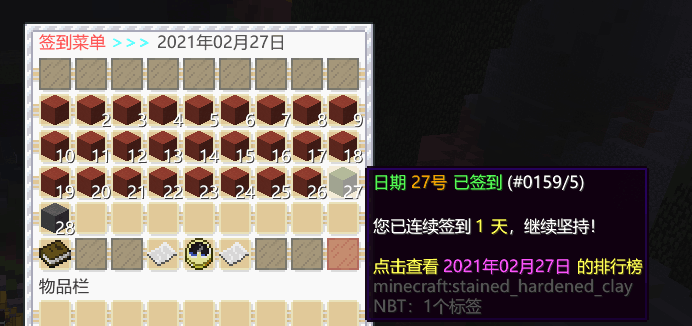 签到菜单 >>> 2021年02月27日
2 3 4 5 6 7 8 9
10 11 12 13 14 15 16 17 18
19 20 21 22 23 24 25 26 27
28
物品栏
日期 27号 已签到 (#0159/5)
您已连续签到 1 天，继续坚持！
点击查看 2021年02月27日 的排行榜
minecraft:stained_hardened_clay
NBT: 1个标签